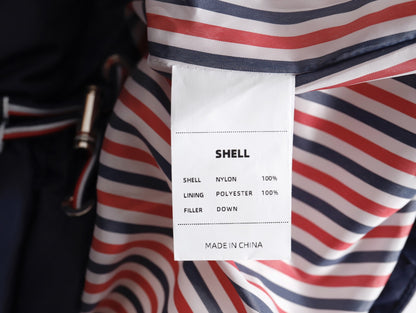 SHELL
SHELL NYLON 100%
LINING POLYESTER 100%
FILLER DOWN
MADE IN CHINA